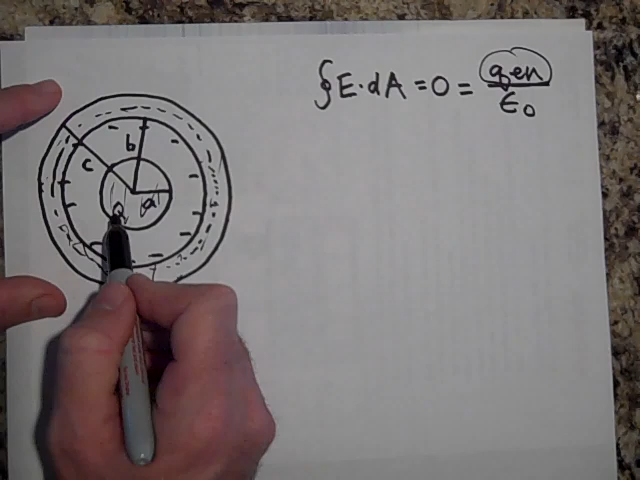 ∮E·dA = 0 = qen/ε₀
b
c
a
Q